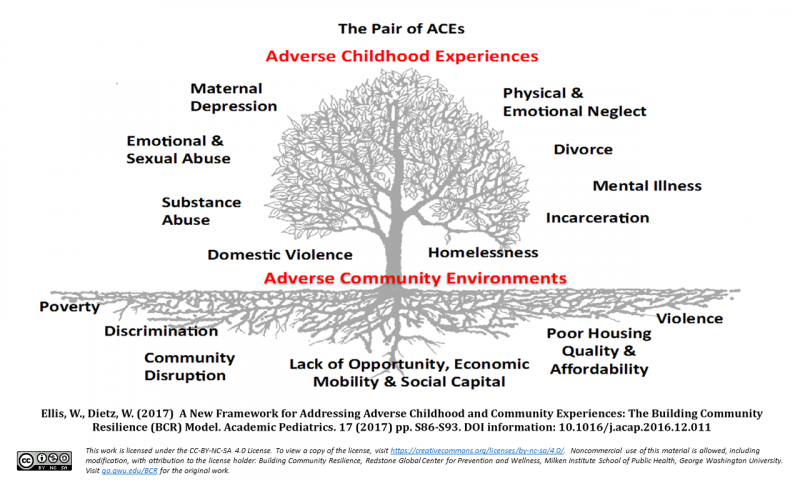 The Pair of ACEs
Adverse Childhood Experiences
Maternal
Depression
Physical &
Emotional Neglect
Emotional &
Sexual Abuse
Divorce
Mental Illness
Substance
Abuse
Incarceration
Domestic Violence
Homelessness
Adverse Community Environments
Poverty
Violence
Discrimination
Poor Housing
Quality &
Affordability
Community
Disruption
Lack of Opportunity, Economic
Mobility & Social Capital
Ellis, W., Dietz, W. (2017)  A New Framework for Addressing Adverse Childhood and Community Experiences: The Building Community
Resilience (BCR) Model. Academic Pediatrics. 17 (2017) pp. S86-S93. DOI information: 10.1016/j.acap.2016.12.011
This work is licensed under the CC-BY-NC-SA  4.0 License.  To view a copy of the license, visit https://creativecommons.org/licenses/by-nc-sa/4.0/.  Noncommercial  use of this material is allowed, including
modification, with attribution to the license holder: Building Community Resilience, Redstone Global Center for Prevention and Wellness, Milken Institute School of Public Health, George Washington University.
Visit go.gwu.edu/BCR for the original work.
cc BY NC SA